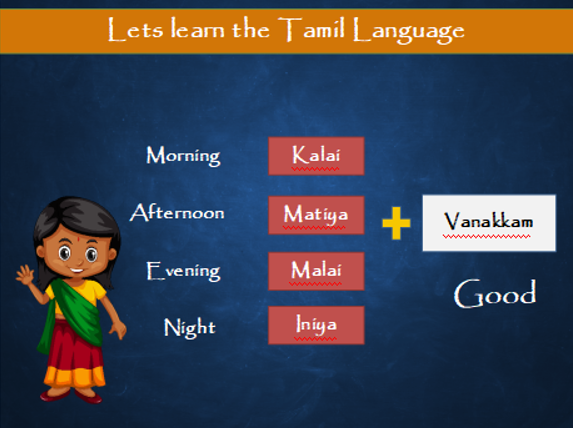 Lets learn the Tamil Language
Morning Kalai
Afternoon Matiya
Vanakkam
Evening Malai
Good
Night Iniya